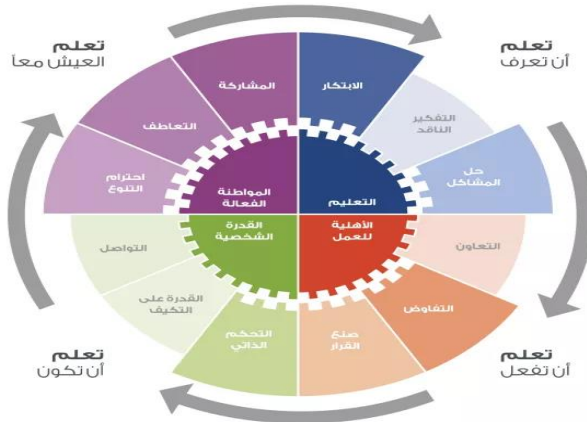 تعلم
أن تعرف
تعلم
العيش معاً
الابتكار
المشاركة
التفكير
الناقد
التعاطف
حل
المشاكل
احترام
التنوع
التعليم
المواطنة
الفعالة
الأهلية
للعمل
القدرة
الشخصية
التعاون
التواصل
التفاوض
القدرة على
التكيف
صنع
القرار
التحكم
الذاتي
تعلم
أن تفعل
تعلم
أن تكون